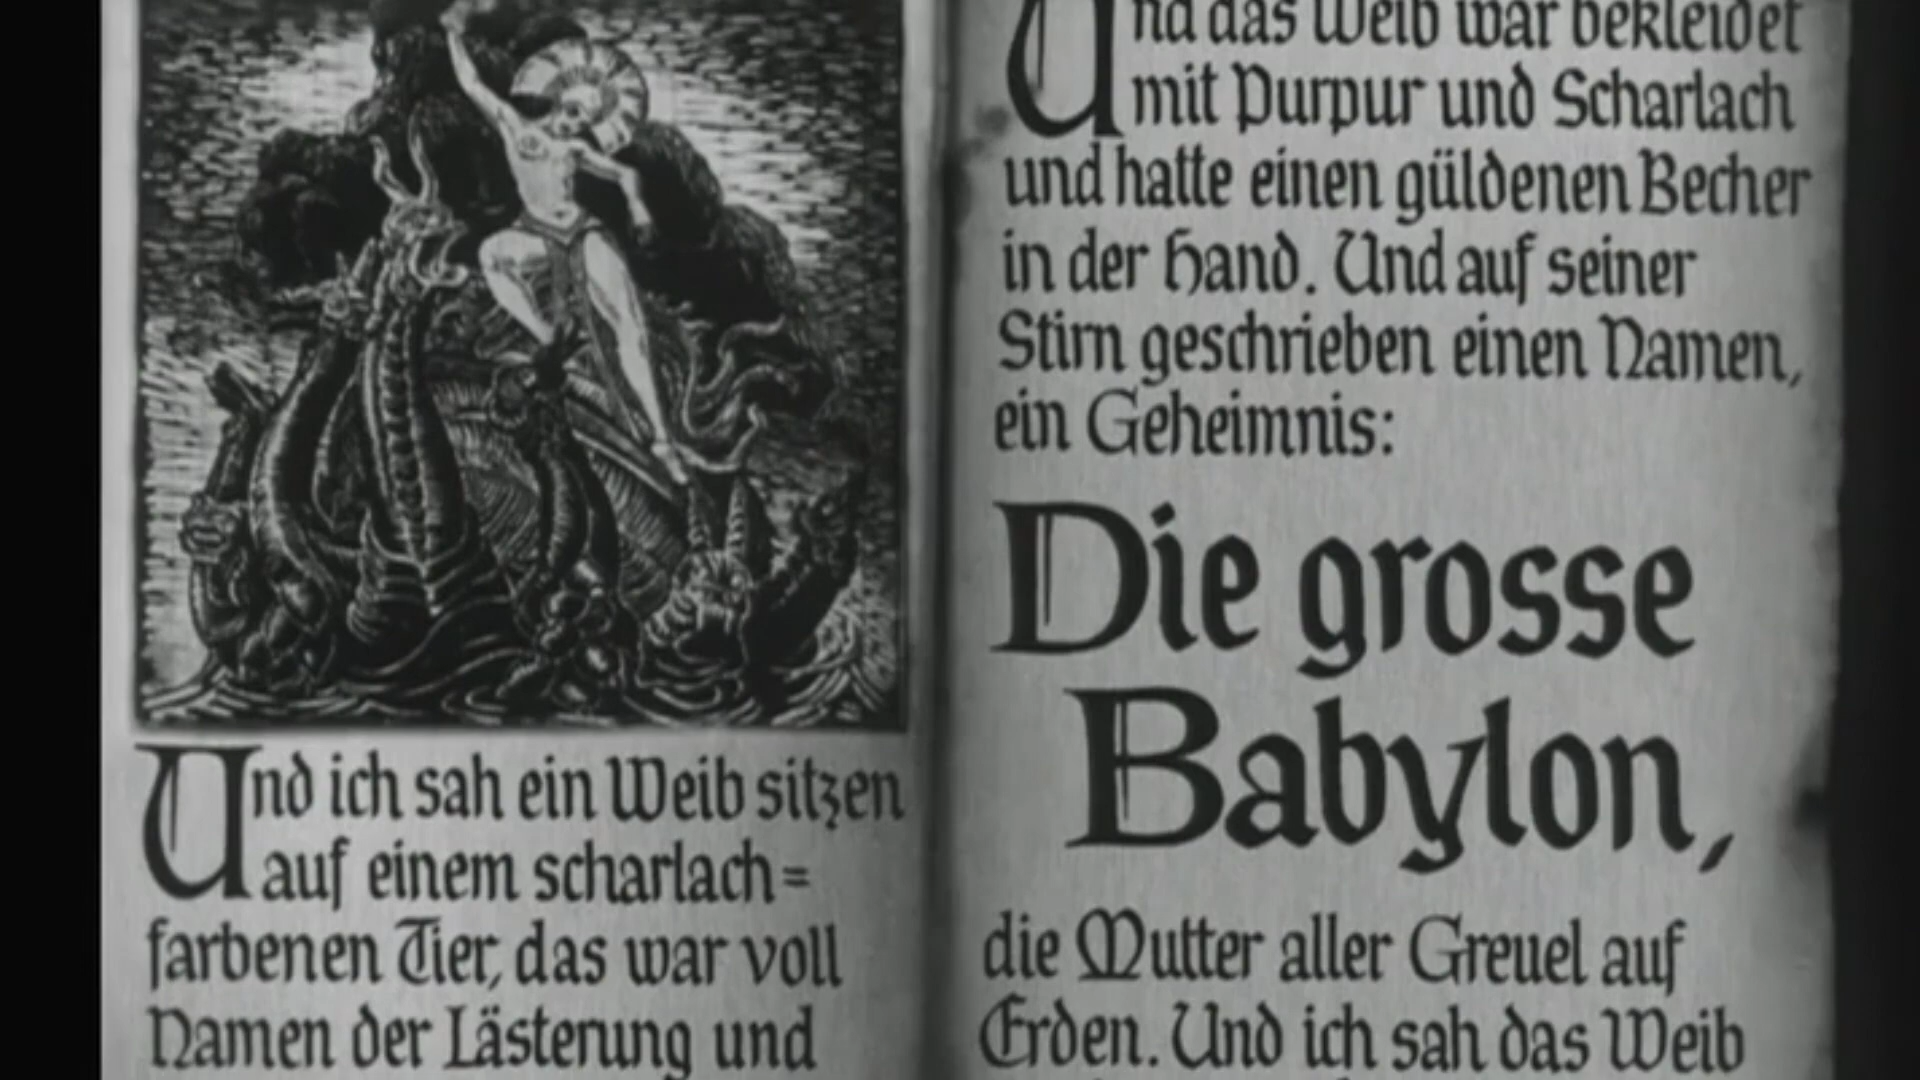 Und ich sah ein Weib sitzen
auf einem scharlach=
farbenen Tier, das war voll
Namen der Lästerung und
Und das Weib war bekleidet
mit Purpur und Scharlach
und hatte einen güldenen Becher
in der Hand. Und auf seiner
Stirn geschrieben einen Namen,
ein Geheimnis:
Die grosse
Babylon,
die Mutter aller Greuel auf
Erden. Und ich sah das Weib